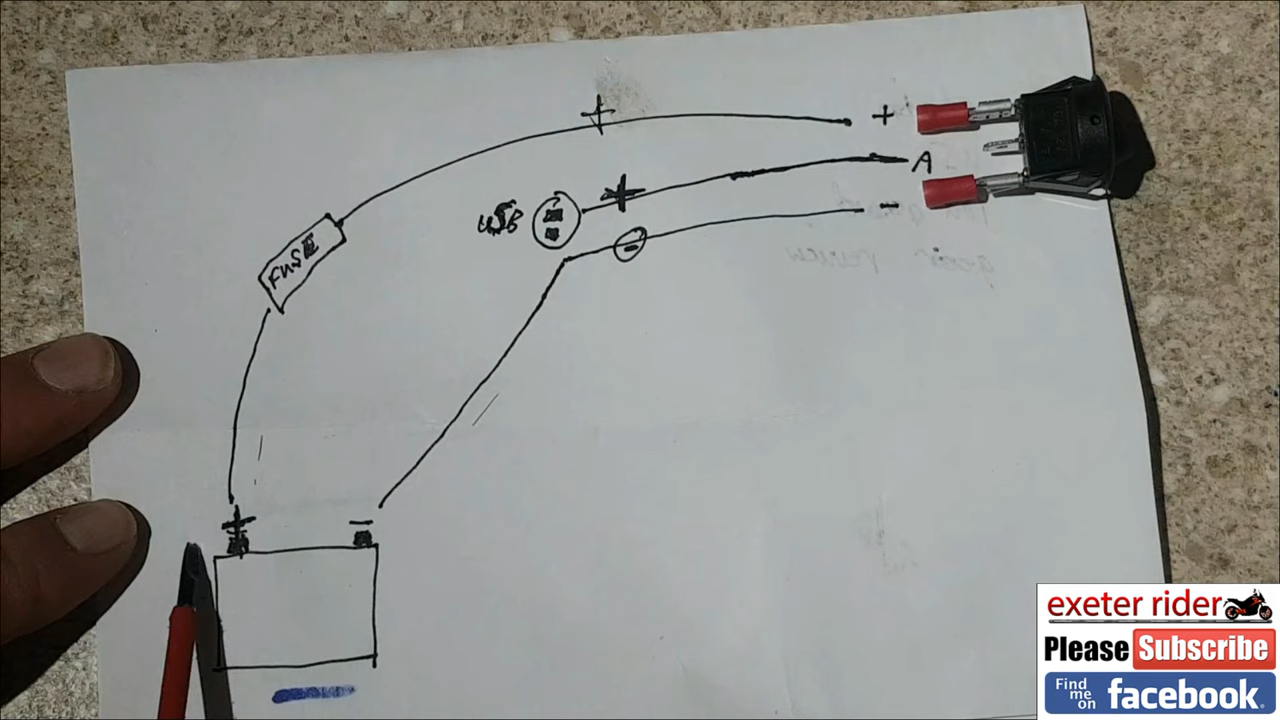 +
+
A
USB
-
-
FUSE
+
-
exeter rider
Please Subscribe
Find me on facebook.